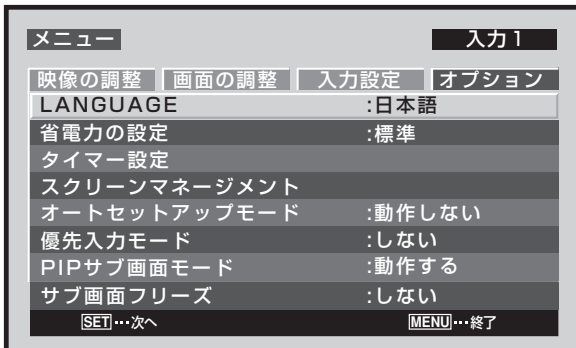 メニュー 入力1
映像の調整 画面の調整 入力設定 オプション
LANGUAGE :日本語
省電力の設定 :標準
タイマー設定
スクリーンマネージメント
オートセットアップモード :動作しない
優先入力モード :しない
PIPサブ画面モード :動作する
サブ画面フリーズ :しない
SET…次へ MENU…終了